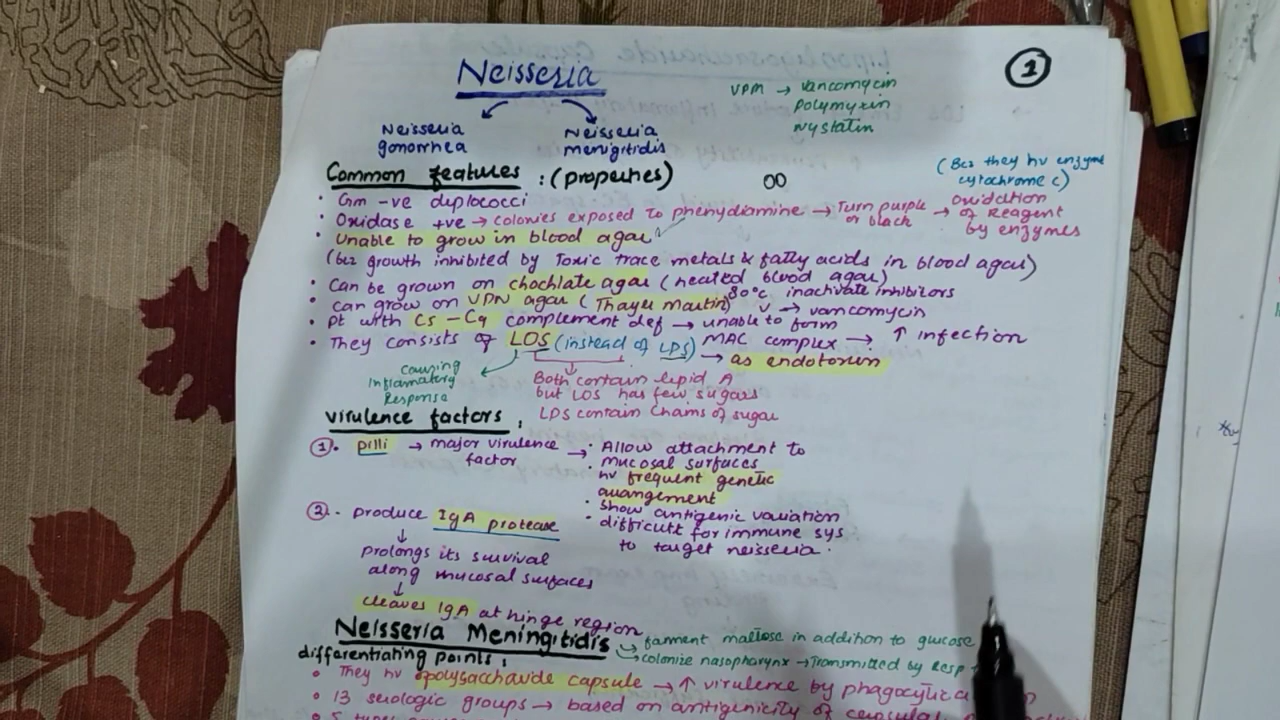 Neisseria
1
VPM → vancomycin
Polymyxin
Nystatin
Neisseria gonorrhea
Neisseria menigitidis
Common features : (properties)
(Bcz they hv enzyme cytochrome c)
• Gm -ve diplococci
• Oxidase +ve → colonies exposed to phenydiamine → Turn purple or black → oxidation of Reagent by enzymes
• Unable to grow in blood agar
(bcz growth inhibited by Toxic trace metals & fatty acids in blood agar)
• Can be grown on chochlate agar (heated blood agar)
80°c inactivate inhibitors
• Can grow on VPN agar (Thayer Martin) V → vancomycin
• Pt with C5 - C9 complement def → unable to form MAC complex → ↑ infection
• They consists of LOS (instead of LPS) → as endotoxin
causing Inflamatory Response
Both contain lipid A
but LOS has few sugars
LPS contain Chains of sugar
Virulence factors :
1. pilli → major virulence factor →
• Allow attachment to mucosal surfaces
• hv frequent genetic arrangement
• Show antigenic variation
• difficult for immune sys to target neisseria.
2. - produce IgA protease
↓
prolongs its survival
along mucosal surfaces
↓
cleaves IgA at hinge region
Neisseria Meningitidis
→ farment maltose in addition to glucose
→ colonize nasopharynx → Transmitted by Resp
differentiating points :
• They hv polysaccharide capsule → ↑ virulence by phagocytic
• 13 serologic groups → based on antigenicity of
• 5 types